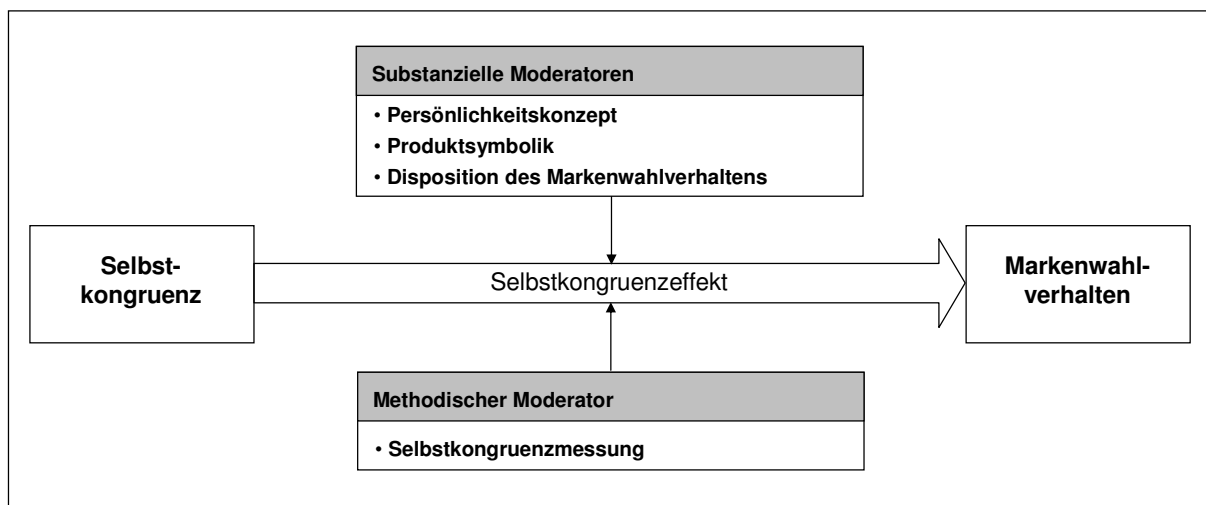 Substanzielle Moderatoren
• Persönlichkeitskonzept
• Produktsymbolik
• Disposition des Markenwahlverhaltens
Selbst-
kongruenz
Selbstkongruenzeffekt
Markenwahl-
verhalten
Methodischer Moderator
• Selbstkongruenzmessung